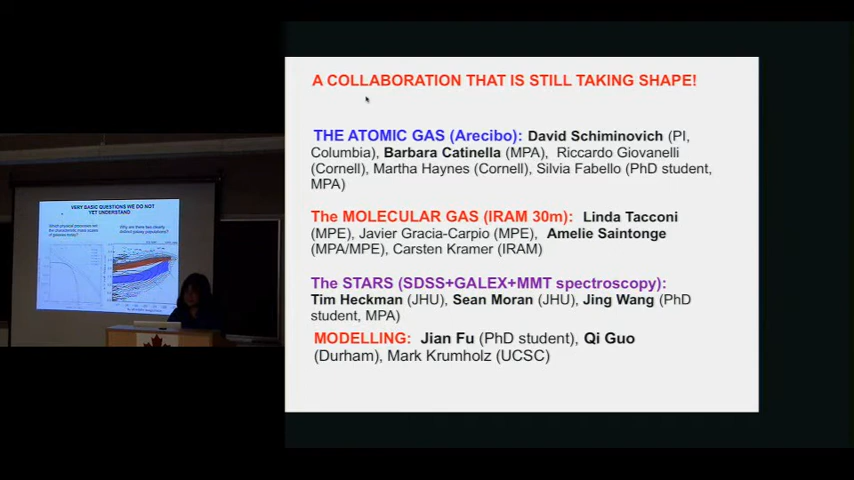 VERY BASIC QUESTIONS WE DO NOT
YET UNDERSTAND
A COLLABORATION THAT IS STILL TAKING SHAPE!
THE ATOMIC GAS (Arecibo): David Schiminovich (PI,
Columbia), Barbara Catinella (MPA), Riccardo Giovanelli
(Cornell), Martha Haynes (Cornell), Silvia Fabello (PhD student,
MPA)
The MOLECULAR GAS (IRAM 30m): Linda Tacconi
(MPE), Javier Gracia-Carpio (MPE), Amelie Saintonge
(MPA/MPE), Carsten Kramer (IRAM)
The STARS (SDSS+GALEX+MMT spectroscopy):
Tim Heckman (JHU), Sean Moran (JHU), Jing Wang (PhD
student, MPA)
MODELLING: Jian Fu (PhD student), Qi Guo
(Durham), Mark Krumholz (UCSC)